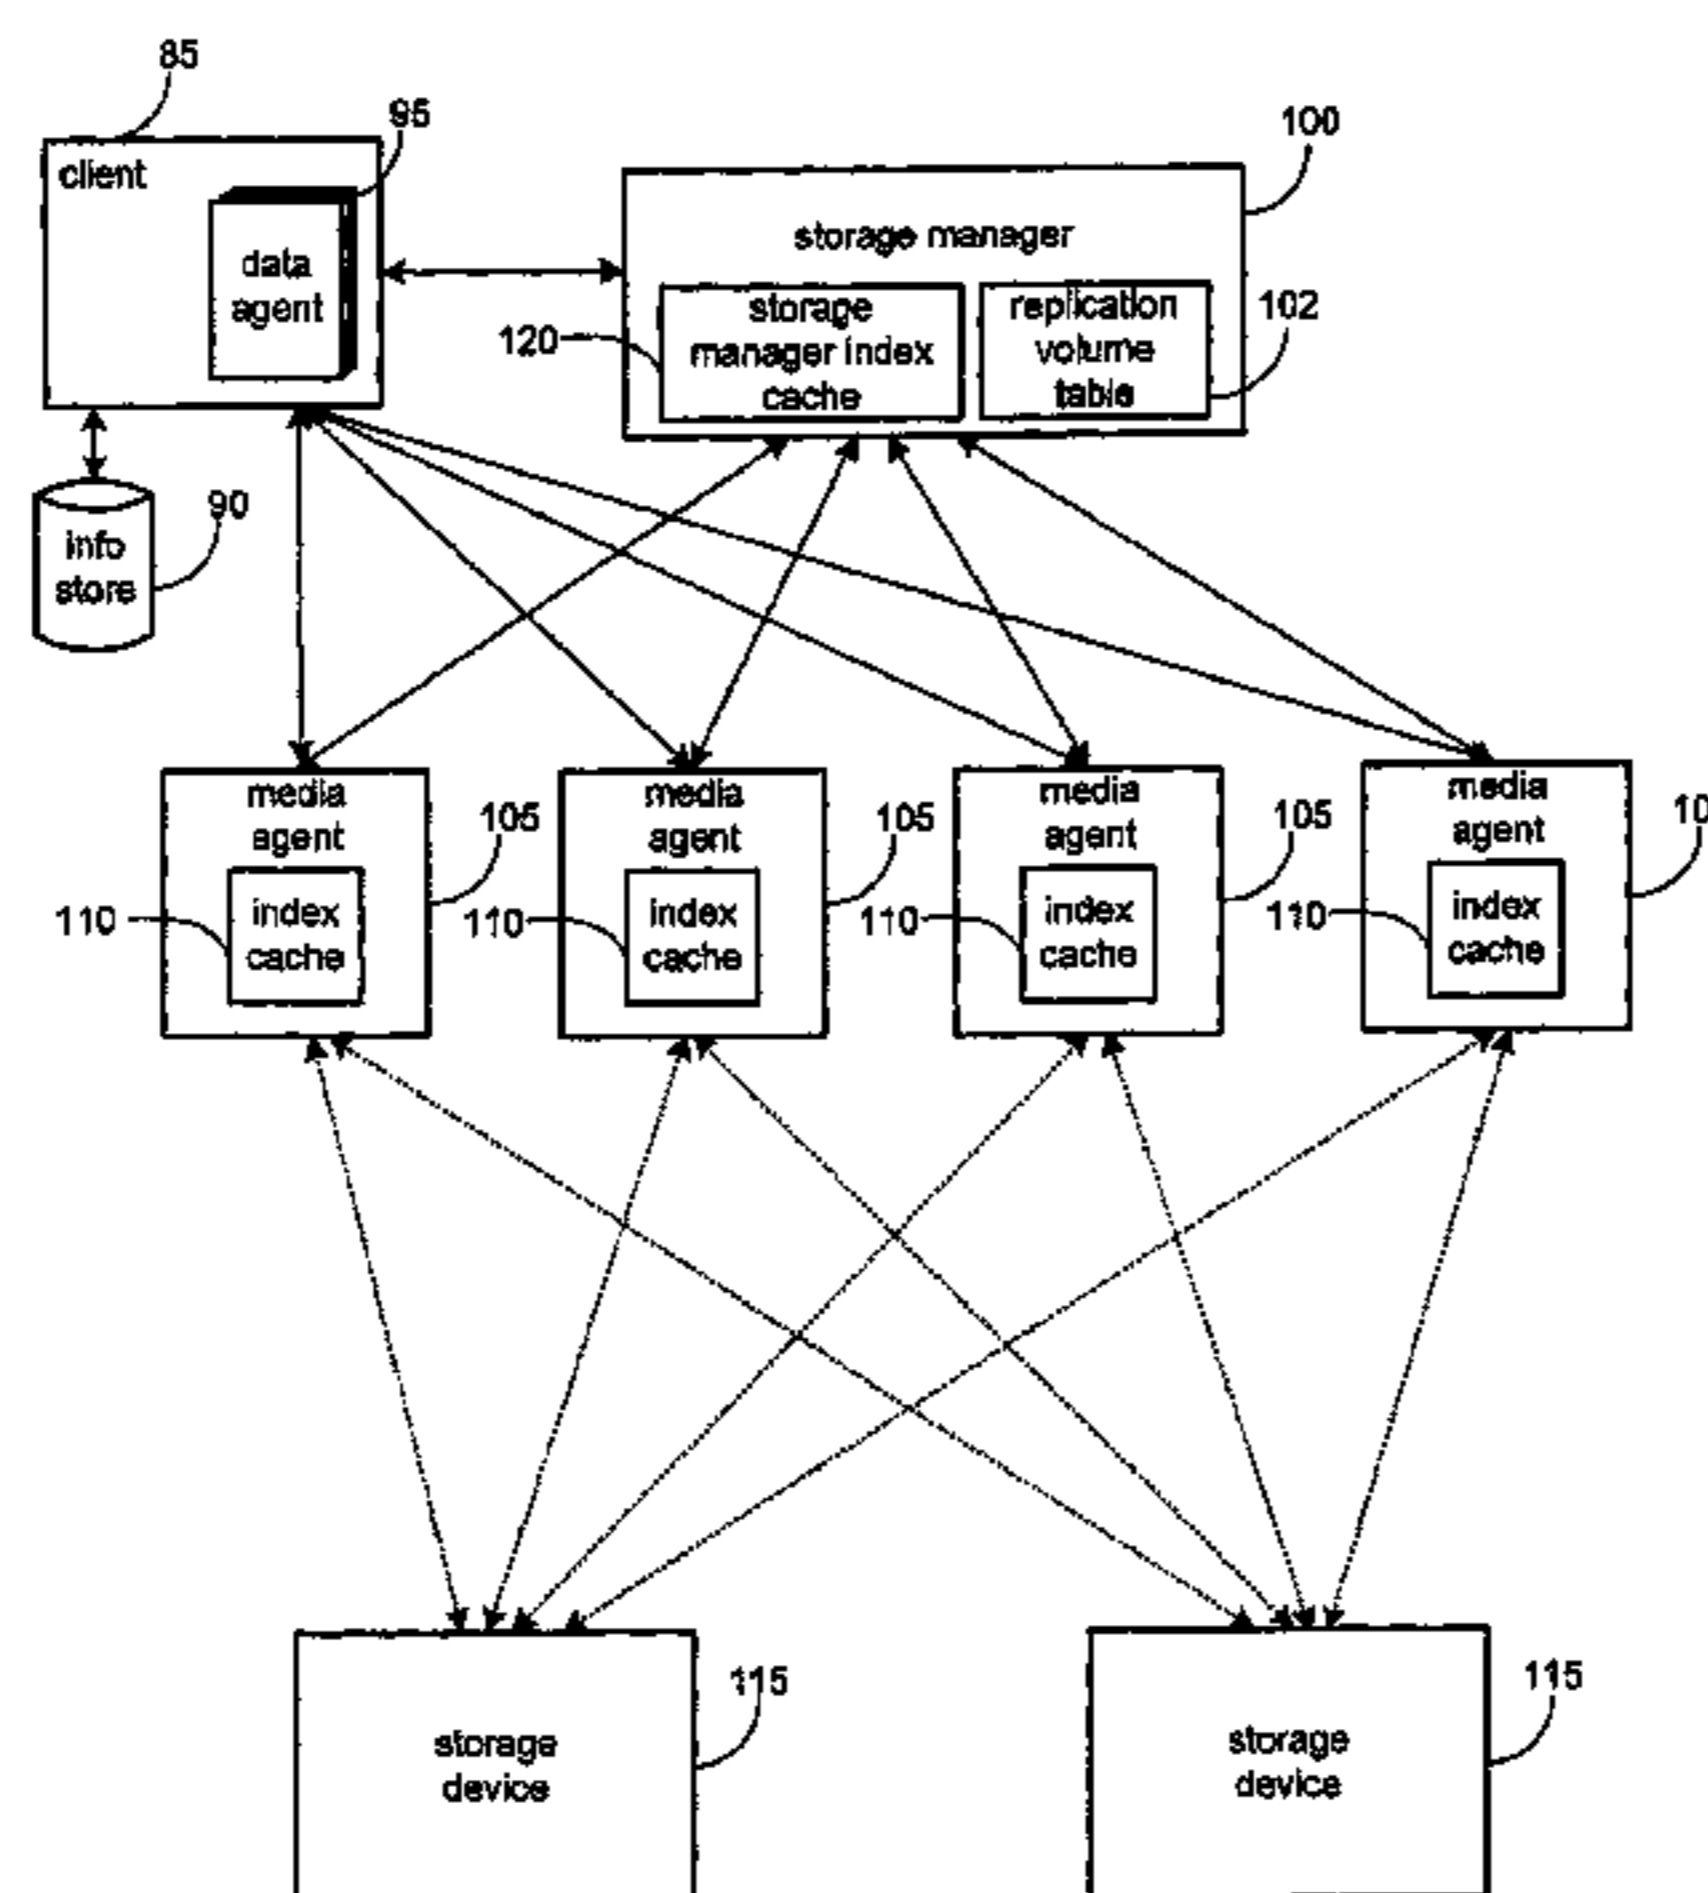 85
95
100
client
storage manager
data
agent
storage
manager index
cache
replication
volume
table
120
102
90
info
store
media
agent
media
agent
media
agent
media
agent
105
105
105
10
index
cache
index
cache
index
cache
index
cache
110
110
110
110
115
115
storage
device
storage
device